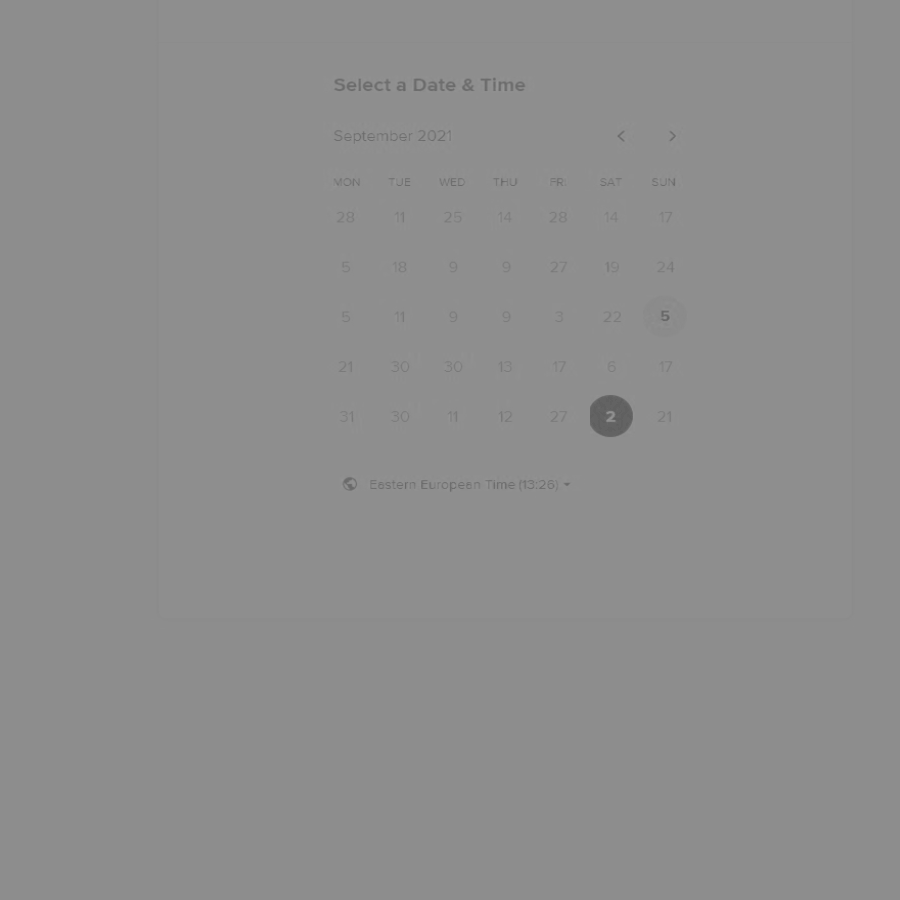 Select a Date & Time
September 2021
MON TUE WED THU FRI SAT SUN
28 11 25 14 28 14 17
5 18 9 9 27 19 24
5 11 9 9 3 22 5
21 30 30 13 17 6 17
31 30 11 12 27 2 21
Eastern European Time (13:26)